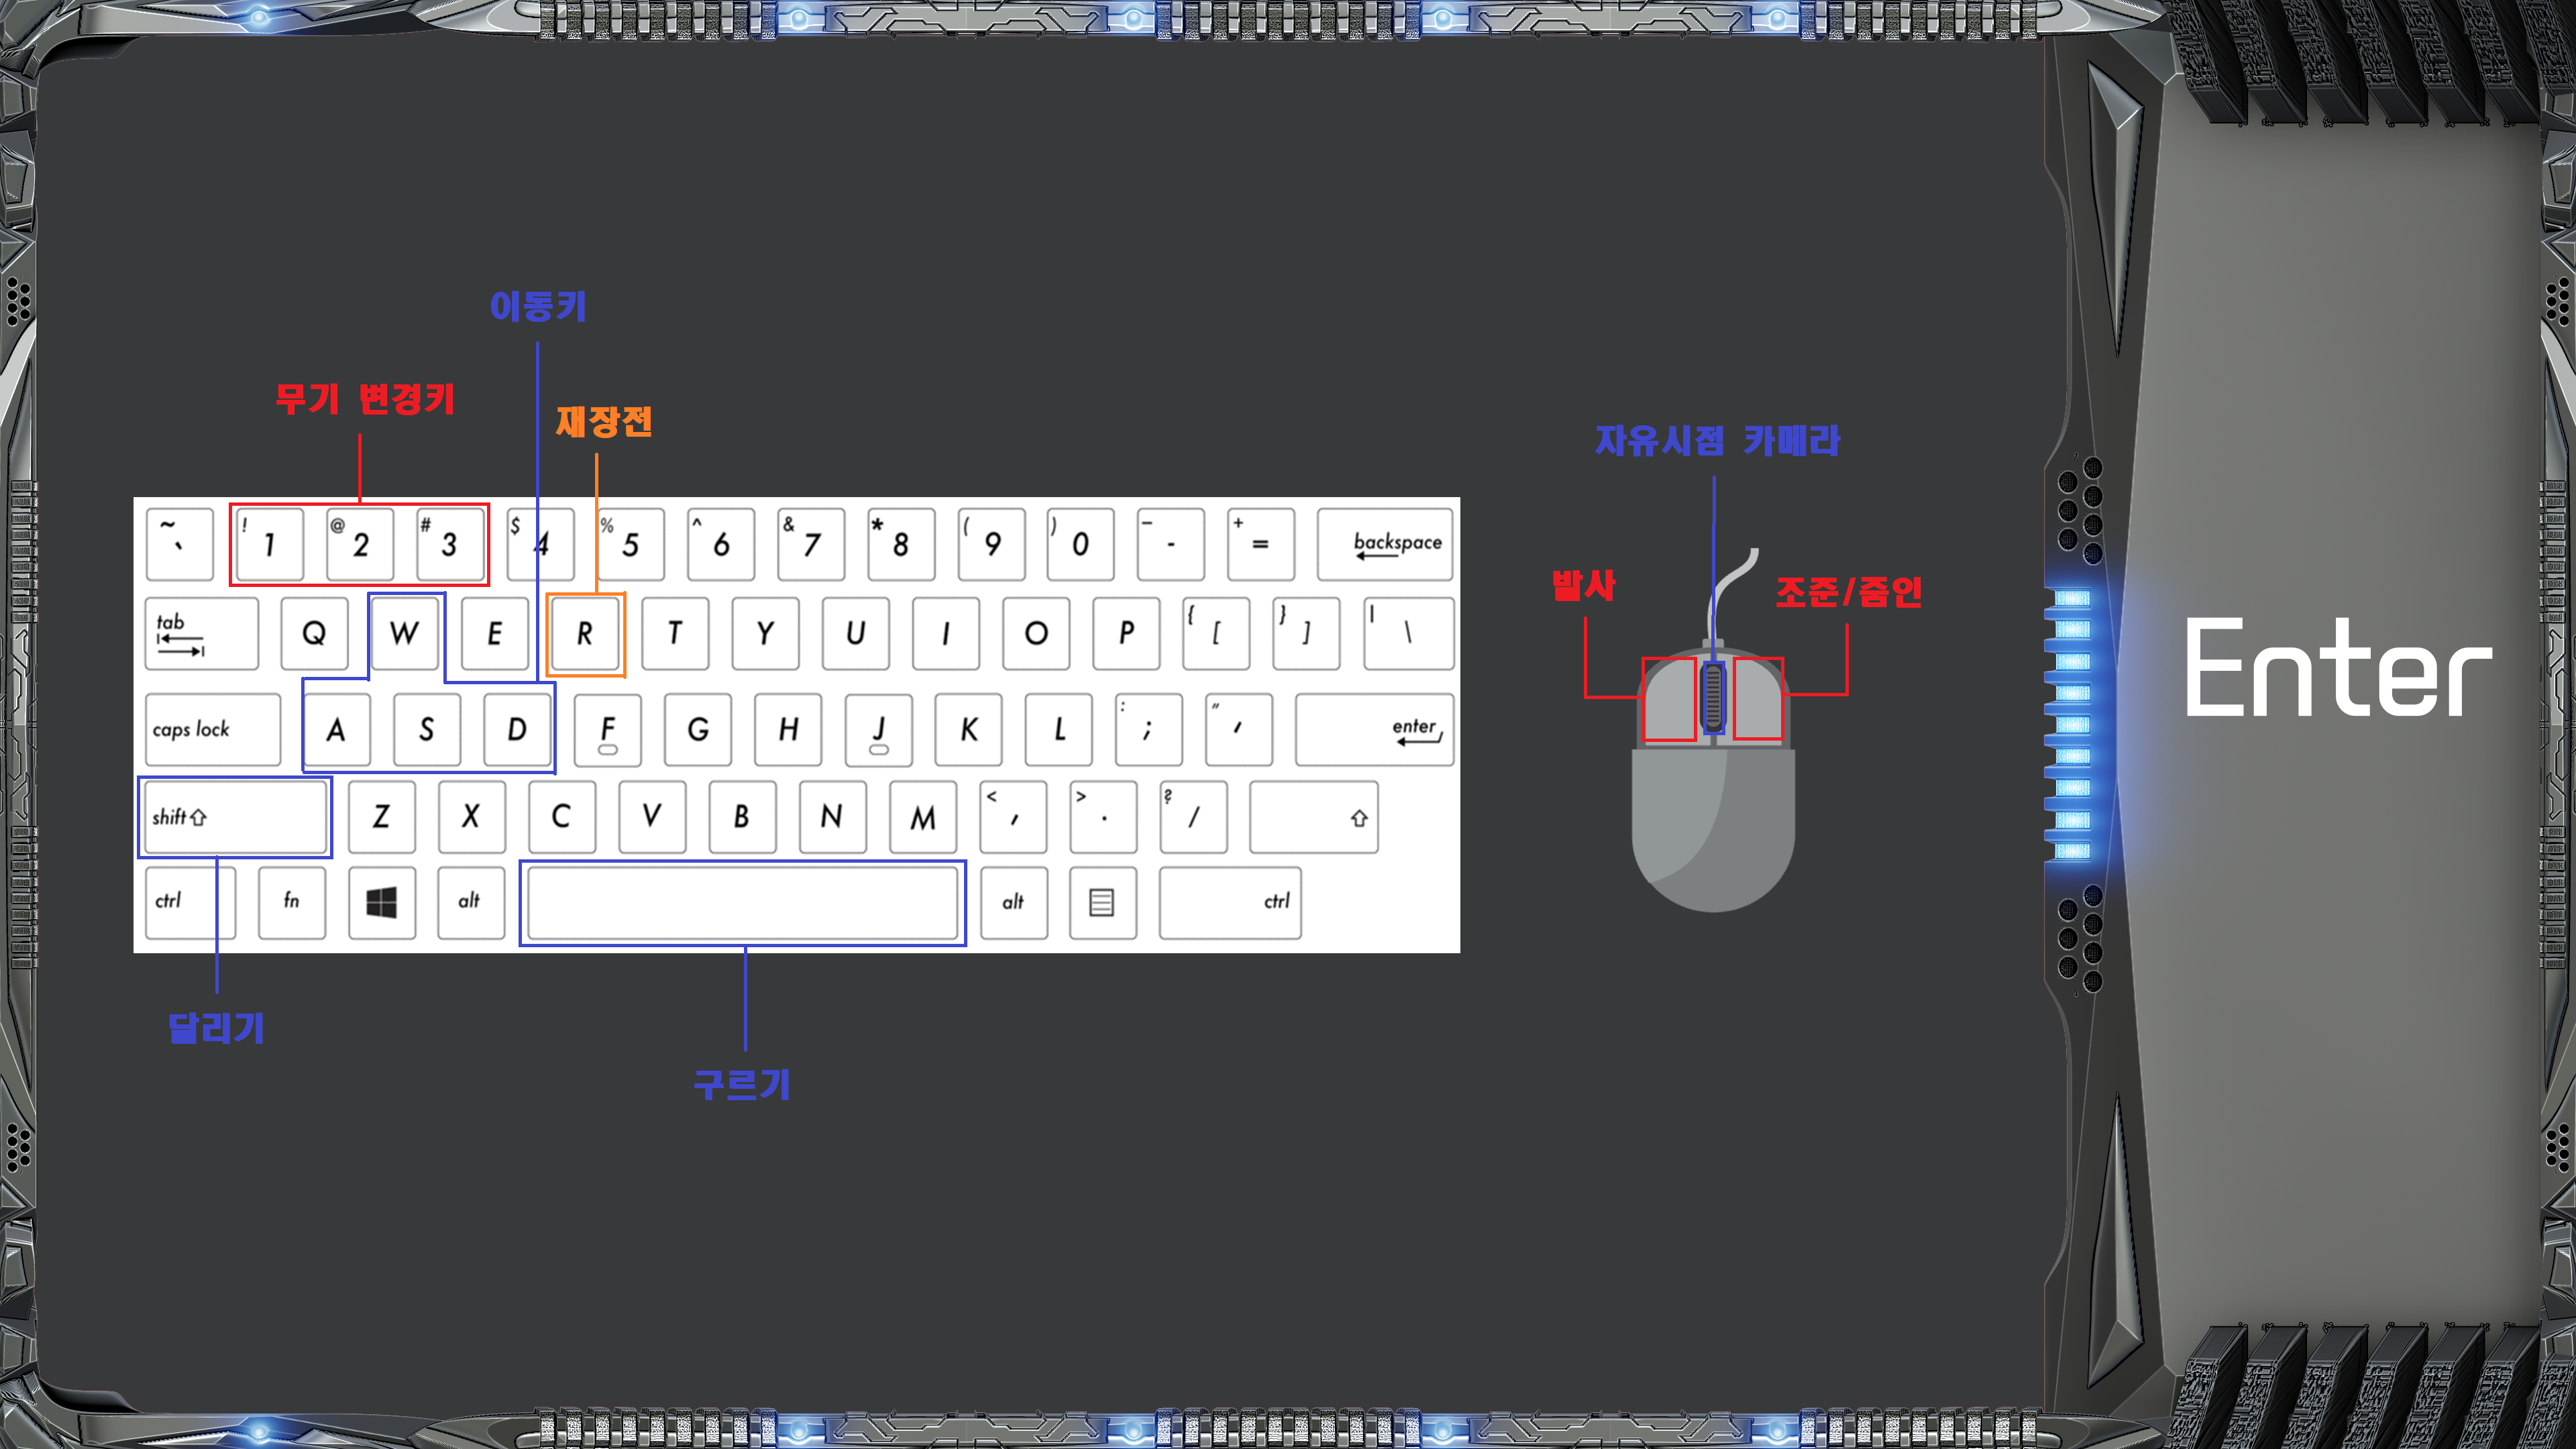 이동키
무기 변경키
재장전
자유시점 카메라
발사
조준/줌인
~ ` ! 1 @ 2 # 3 $ 4 % 5 ^ 6 & 7 * 8 ( 9 ) 0 – - + = backspace
tab Q W E R T Y U I O P { [ } ] | \
Enter
caps lock A S D F G H J K L : ; " ' enter
shift Z X C V B N M < , > . ? /
ctrl fn alt alt ctrl
달리기
구르기